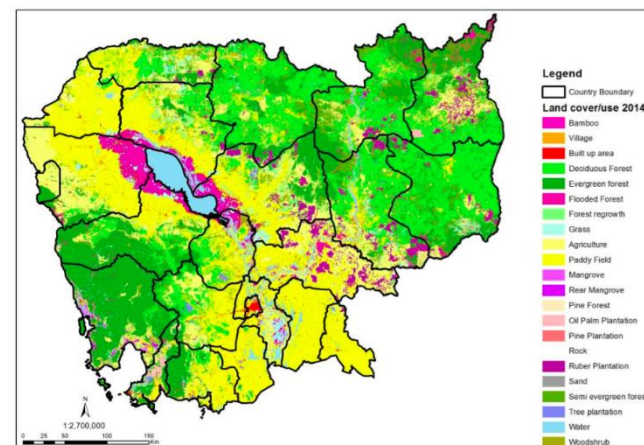 Legend
Country Boundary
Land cover/use 2014
Bamboo
Village
Built up area
Deciduous Forest
Evergreen forest
Flooded Forest
Forest regrowth
Grass
Agriculture
Paddy Field
Mangrove
Rear Mangrove
Pine Forest
Oil Palm Plantation
Pine Plantation
Rock
Ruber Plantation
Sand
Semi evergreen forest
Tree plantation
Water
Woodshrub
N
1:2,700,000
0 25 50 100 150
Km